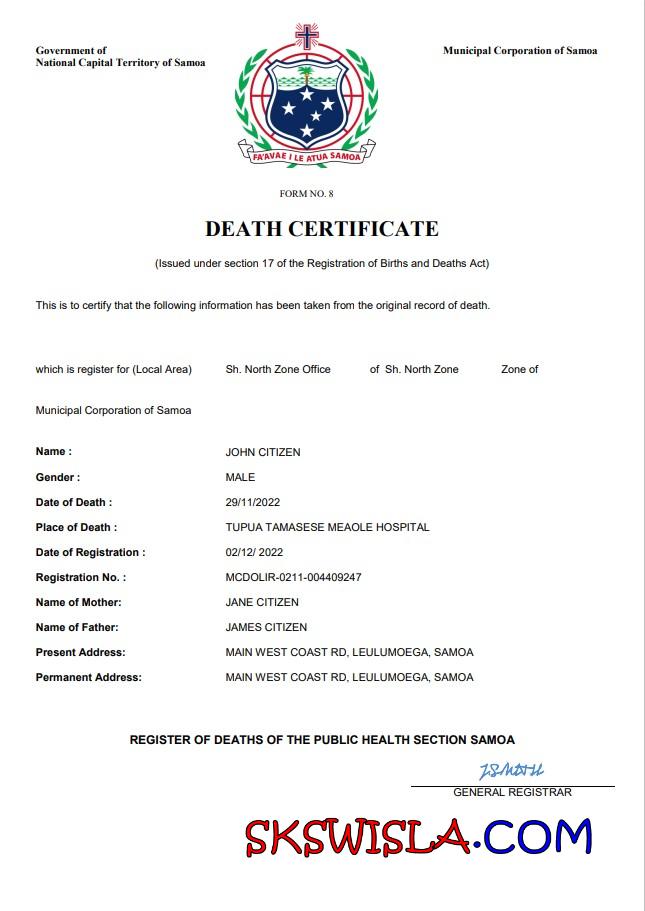 Government of
National Capital Territory of Samoa
Municipal Corporation of Samoa
FA'AVAE I LE ATUA SAMOA
FORM NO. 8
DEATH CERTIFICATE
(Issued under section 17 of the Registration of Births and Deaths Act)
This is to certify that the following information has been taken from the original record of death.
which is register for (Local Area) Sh. North Zone Office of Sh. North Zone Zone of
Municipal Corporation of Samoa
Name : JOHN CITIZEN
Gender : MALE
Date of Death : 29/11/2022
Place of Death : TUPUA TAMASESE MEAOLE HOSPITAL
Date of Registration : 02/12/ 2022
Registration No. : MCDOLIR-0211-004409247
Name of Mother: JANE CITIZEN
Name of Father: JAMES CITIZEN
Present Address: MAIN WEST COAST RD, LEULUMOEGA, SAMOA
Permanent Address: MAIN WEST COAST RD, LEULUMOEGA, SAMOA
REGISTER OF DEATHS OF THE PUBLIC HEALTH SECTION SAMOA
GENERAL REGISTRAR
SKSWISLA.COM